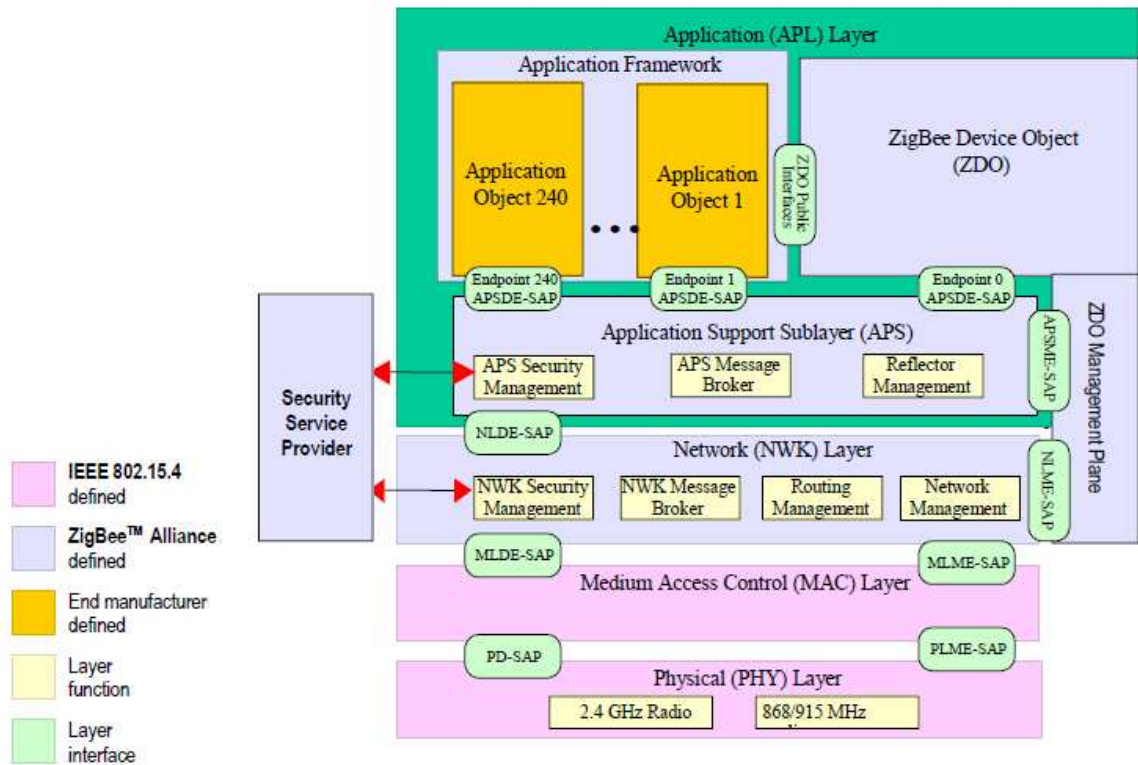 Application (APL) Layer
Application Framework
ZigBee Device Object
(ZDO)
Application
Object 240
Application
Object 1
• • •
ZDO Public
Interfaces
Endpoint 240
APSDE-SAP
Endpoint 1
APSDE-SAP
Endpoint 0
APSDE-SAP
Application Support Sublayer (APS)
APS Security
Management
APS Message
Broker
Reflector
Management
APSME-SAP
ZDO Management Plane
Security
Service
Provider
NLDE-SAP
Network (NWK) Layer
NWK Security
Management
NWK Message
Broker
Routing
Management
Network
Management
NLME-SAP
MLDE-SAP
MLME-SAP
Medium Access Control (MAC) Layer
PD-SAP
PLME-SAP
Physical (PHY) Layer
2.4 GHz Radio
868/915 MHz
IEEE 802.15.4
defined
ZigBee™ Alliance
defined
End manufacturer
defined
Layer
function
Layer
interface